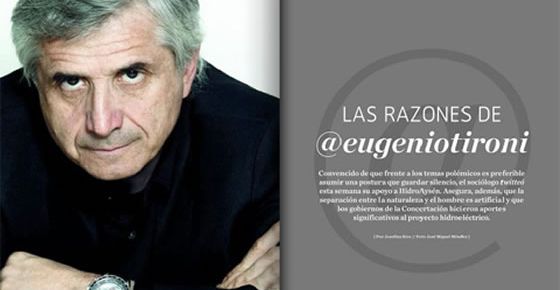 LAS RAZONES DE
@eugeniotironi
Convencido de que frente a los temas polémicos es preferible
asumir una postura que guardar silencio, el sociólogo twitteó
esta semana su apoyo a HidroAysén. Asegura, además, que la
separación entre la naturaleza y el hombre es artificial y que
los gobiernos de la Concertación hicieron aportes
significativos al proyecto hidroeléctrico.